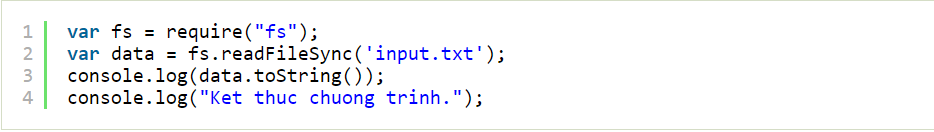 1 var fs = require("fs");
2 var data = fs.readFileSync('input.txt');
3 console.log(data.toString());
4 console.log("Ket thuc chuong trinh.");